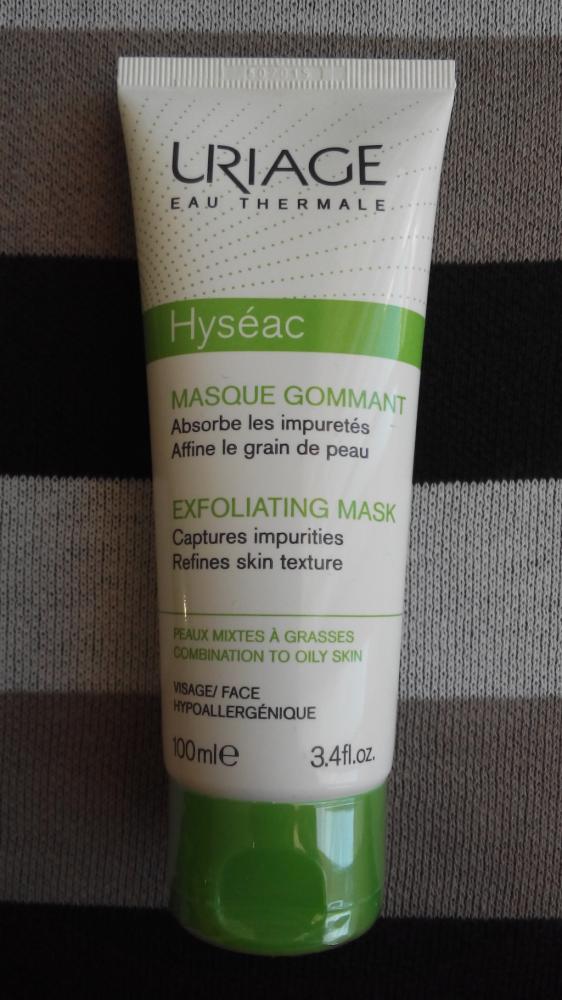 URIAGE
EAU THERMALE
Hyséac
MASQUE GOMMANT
Absorbe les impuretés
Affine le grain de peau
EXFOLIATING MASK
Captures impurities
Refines skin texture
PEAUX MIXTES À GRASSES
COMBINATION TO OILY SKIN
VISAGE/ FACE
HYPOALLERGÉNIQUE
100ml℮ 3.4fl.oz.